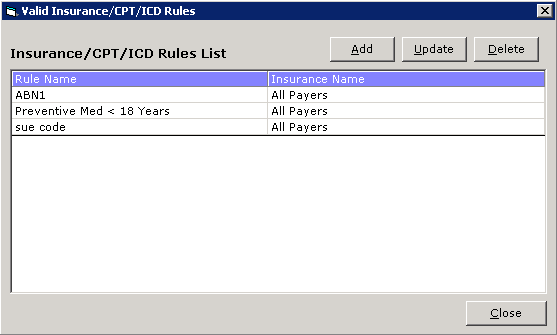 Valid Insurance/CPT/ICD Rules
Insurance/CPT/ICD Rules List Add Update Delete
Rule Name Insurance Name
ABN1 All Payers
Preventive Med < 18 Years All Payers
sue code All Payers
Close